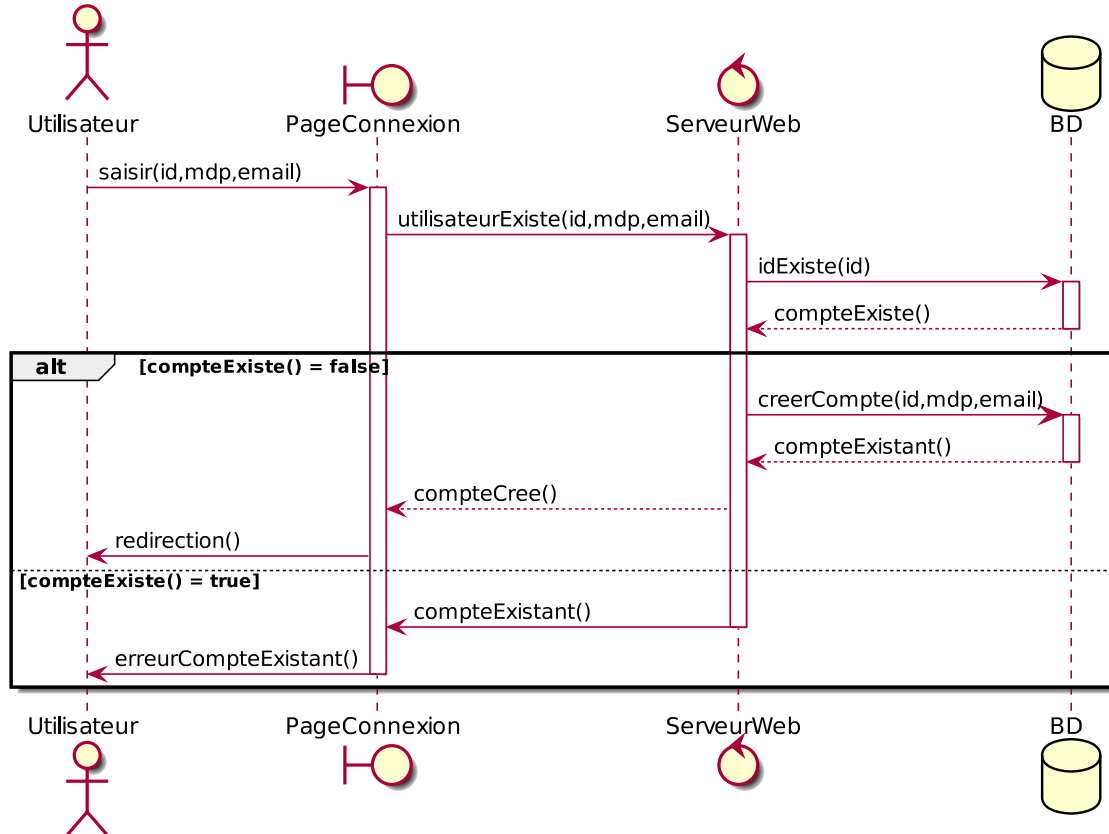 Utilisateur
PageConnexion
ServeurWeb
BD
saisir(id,mdp,email)
utilisateurExiste(id,mdp,email)
idExiste(id)
compteExiste()
alt
[compteExiste() = false]
creerCompte(id,mdp,email)
compteExistant()
compteCree()
redirection()
[compteExiste() = true]
compteExistant()
erreurCompteExistant()
Utilisateur
PageConnexion
ServeurWeb
BD